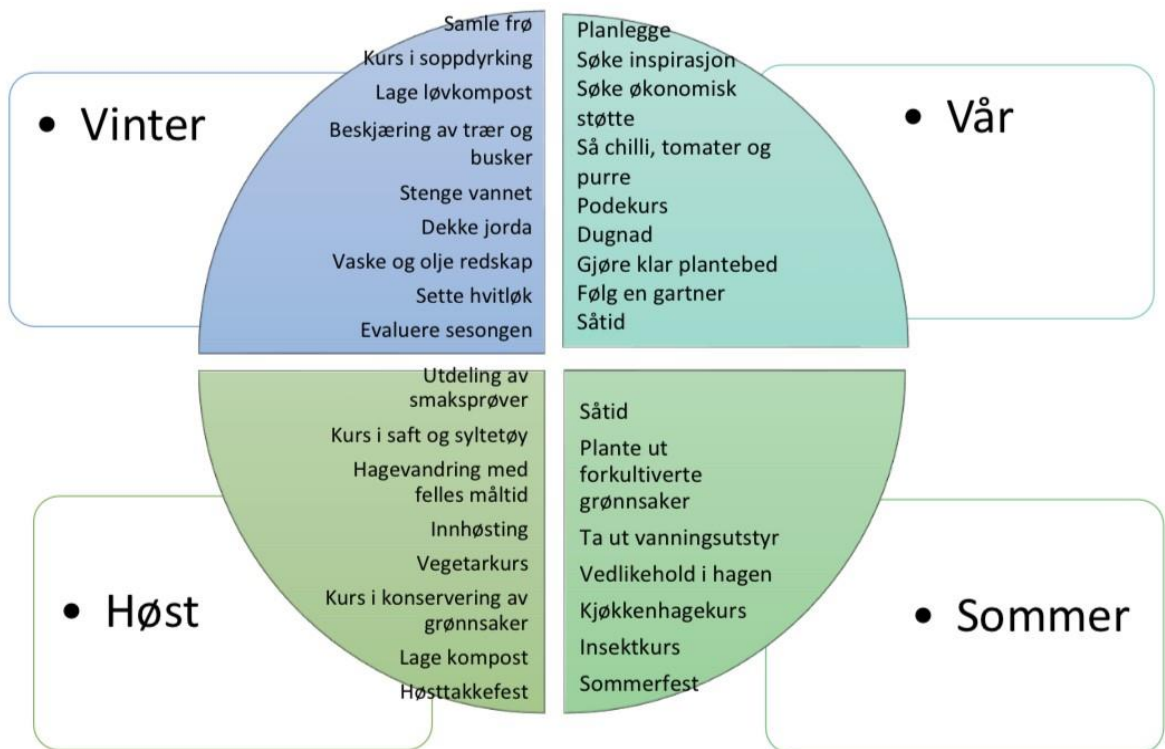 • Vinter
Samle frø
Kurs i soppdyrking
Lage løvkompost
Beskjæring av trær og
busker
Stenge vannet
Dekke jorda
Vaske og olje redskap
Sette hvitløk
Evaluere sesongen
• Vår
Planlegge
Søke inspirasjon
Søke økonomisk
støtte
Så chilli, tomater og
purre
Podekurs
Dugnad
Gjøre klar plantebed
Følg en gartner
Såtid
• Høst
Utdeling av
smaksprøver
Kurs i saft og syltetøy
Hagevandring med
felles måltid
Innhøsting
Vegetarkurs
Kurs i konservering av
grønnsaker
Lage kompost
Høsttakkefest
• Sommer
Såtid
Plante ut
forkultiverte
grønnsaker
Ta ut vanningsutstyr
Vedlikehold i hagen
Kjøkkenhagekurs
Insektkurs
Sommerfest